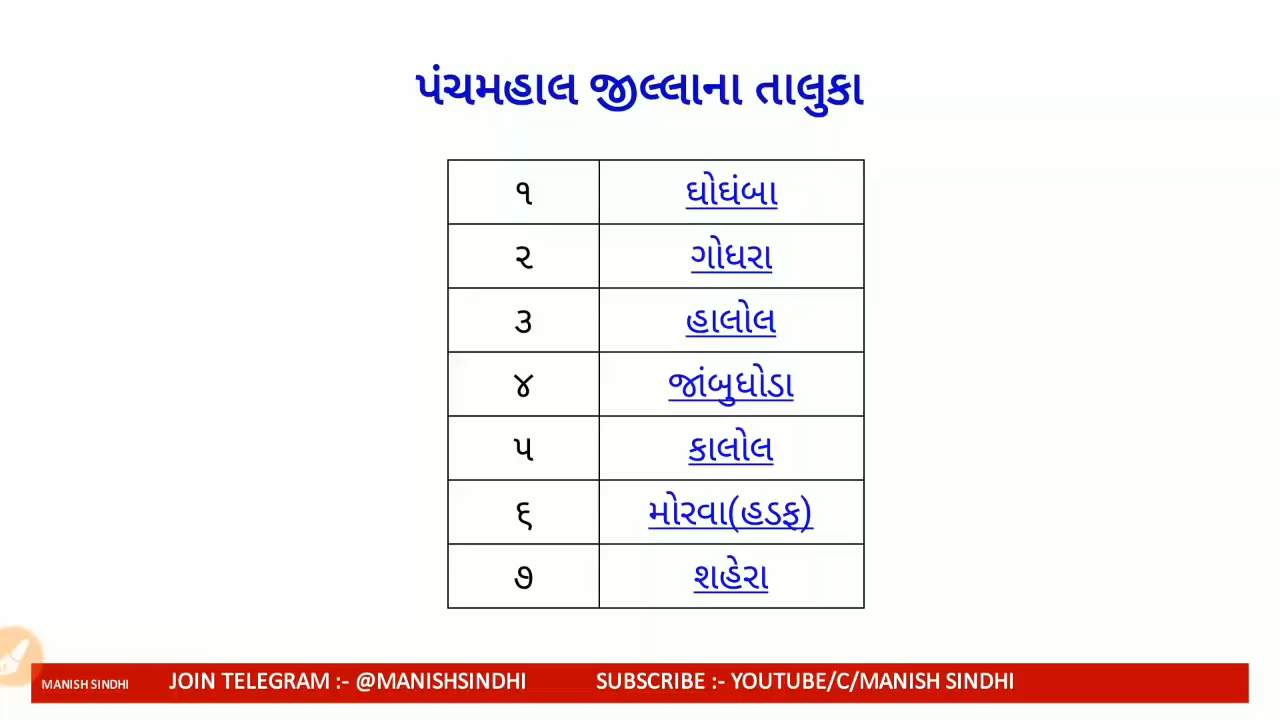 પંચમહાલ જીલ્લાના તાલુકા
૧ ઘોઘંબા
૨ ગોધરા
૩ હાલોલ
૪ જાંબુઘોડા
૫ કાલોલ
૬ મોરવા(હડફ)
૭ શહેરા
MANISH SINDHI JOIN TELEGRAM :- @MANISHSINDHI SUBSCRIBE :- YOUTUBE/C/MANISH SINDHI